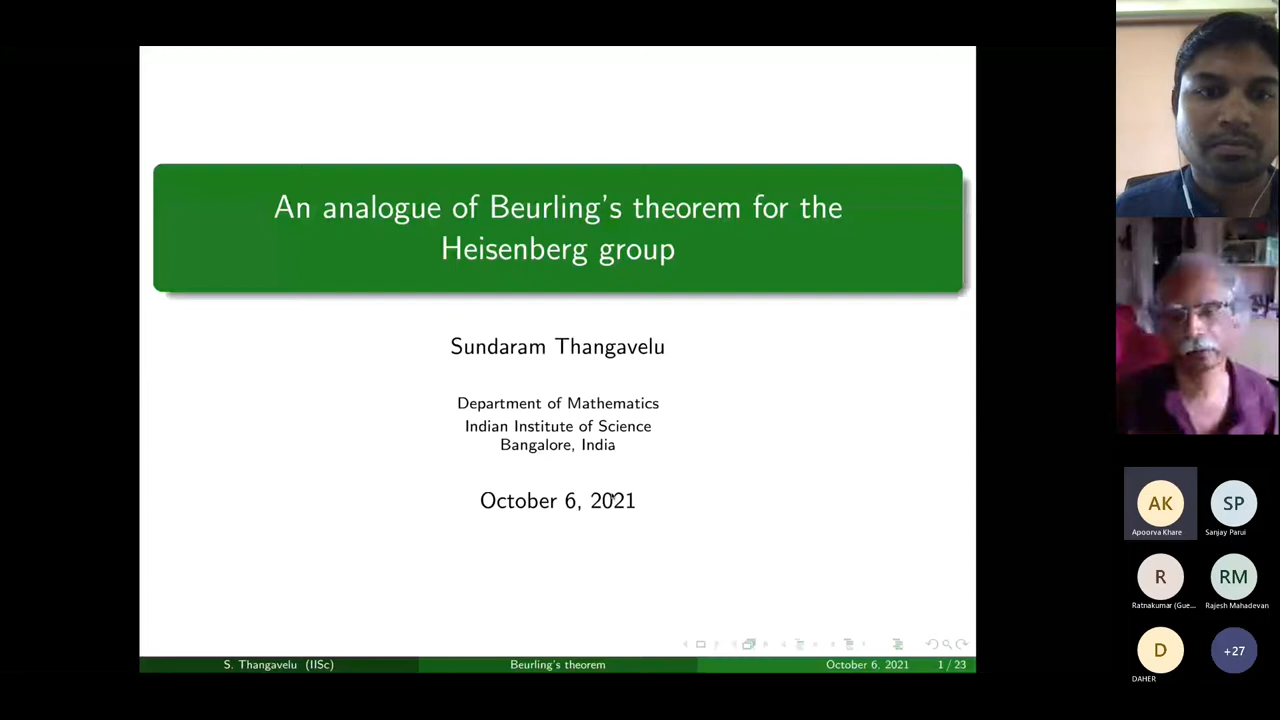 An analogue of Beurling's theorem for the
Heisenberg group
Sundaram Thangavelu
Department of Mathematics
Indian Institute of Science
Bangalore, India
October 6, 2021
S. Thangavelu (IISc)
Beurling's theorem
October 6, 2021
1 / 23
AK
SP
Apoorva Khare
Sanjay Parui
R
RM
Ratnakumar (Gue...
Rajesh Mahadevan
D
+27
DAHER